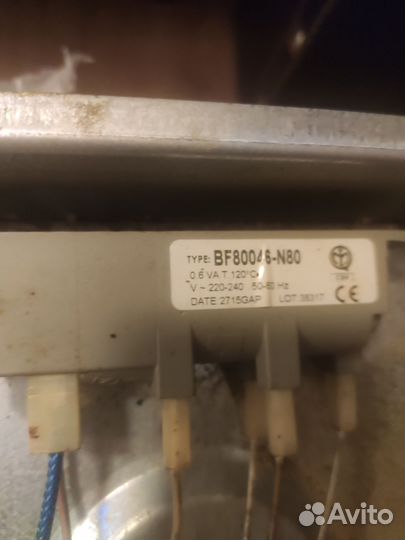 TYPE: BF80046-N80
0.6 VA T 120°C
V~ 220-240 50-60 Hz
DATE 2715GAP LOT: 38317
CE
Avito